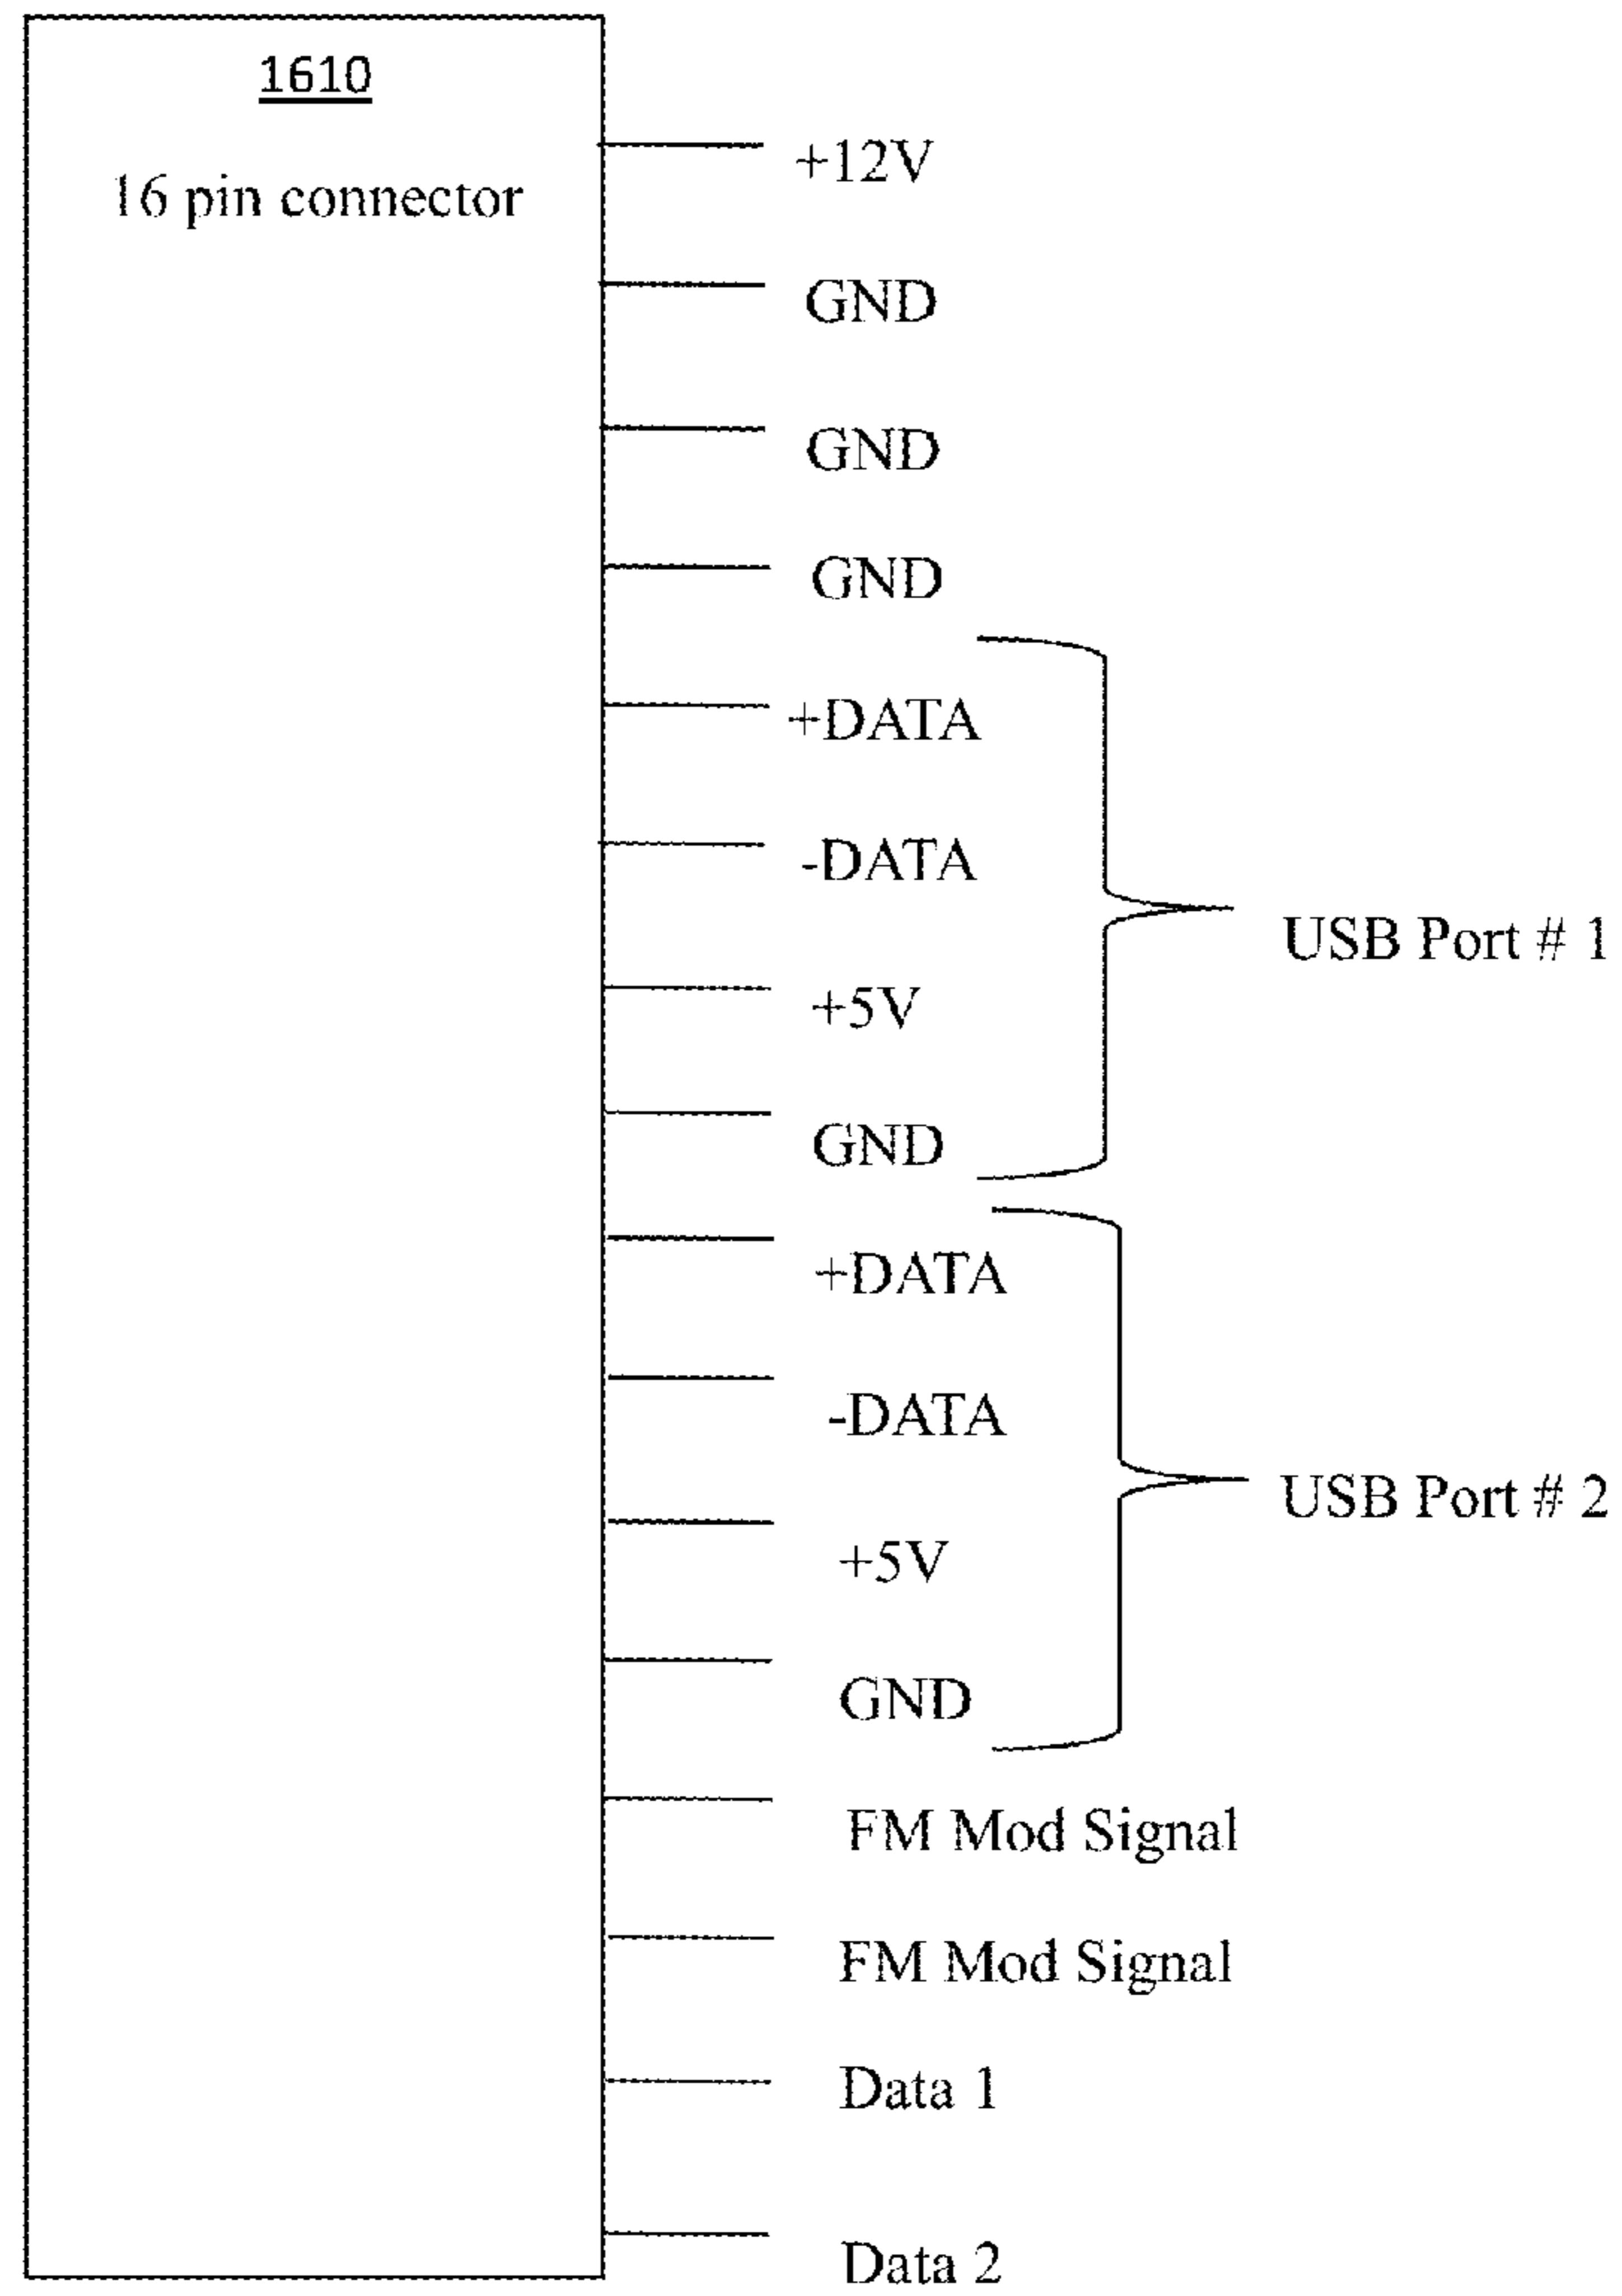 1610
16 pin connector
+12V
GND
GND
GND
+DATA
-DATA
+5V
GND
USB Port # 1
+DATA
-DATA
+5V
GND
USB Port # 2
FM Mod Signal
FM Mod Signal
Data 1
Data 2